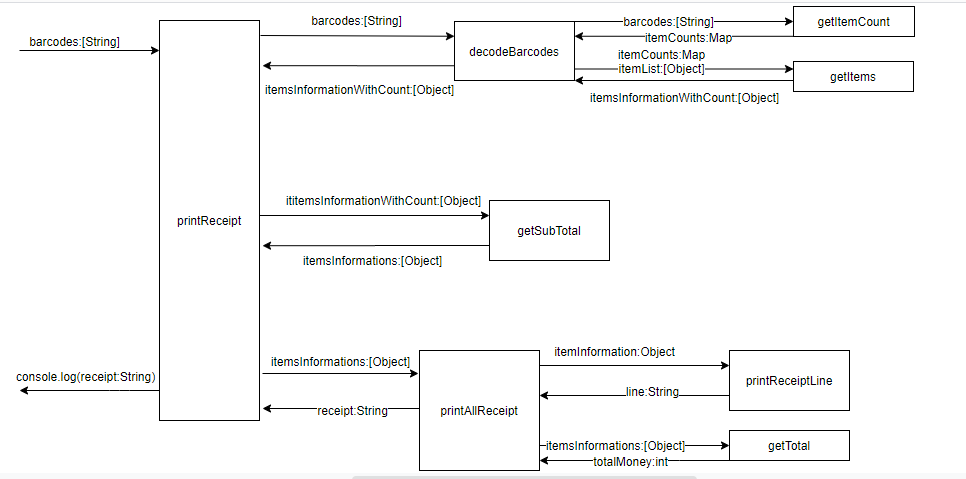 barcodes:[String]
barcodes:[String]
barcodes:[String]
getItemCount
itemCounts:Map
decodeBarcodes
itemCounts:Map
itemList:[Object]
getItems
itemsInformationWithCount:[Object]
itemsInformationWithCount:[Object]
printReceipt
ititemsInformationWithCount:[Object]
getSubTotal
itemsInformations:[Object]
itemsInformations:[Object]
itemInformation:Object
console.log(receipt:String)
printReceiptLine
line:String
receipt:String
printAllReceipt
itemsInformations:[Object]
getTotal
totalMoney:int